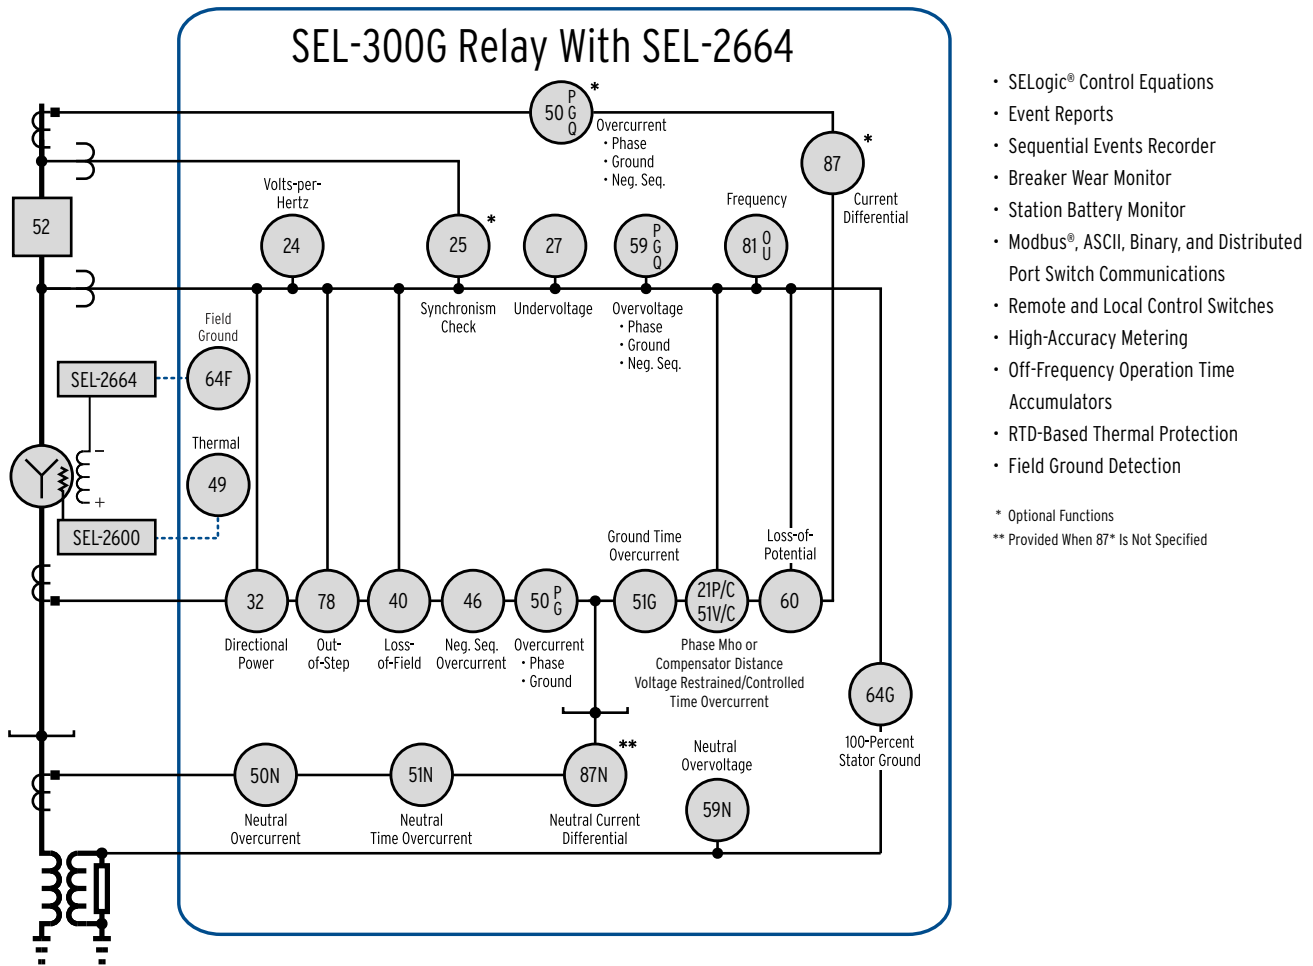 SEL-300G Relay With SEL-2664
50 P G Q
*
Overcurrent
· Phase
· Ground
· Neg. Seq.
87
*
Current
Differential
52
Volts-per-
Hertz
24
25
*
Synchronism
Check
27
Undervoltage
59 P G Q
Overvoltage
· Phase
· Ground
· Neg. Seq.
Frequency
81 O U
Field
Ground
SEL-2664
64F
Thermal
49
−
+
SEL-2600
32
Directional
Power
78
Out-
of-Step
40
Loss-
of-Field
46
Neg. Seq.
Overcurrent
50 P G
Overcurrent
· Phase
· Ground
Ground Time
Overcurrent
51G
21P/C
51V/C
Phase Mho or
Compensator Distance
Voltage Restrained/Controlled
Time Overcurrent
Loss-of-
Potential
60
64G
100-Percent
Stator Ground
50N
Neutral
Overcurrent
51N
Neutral
Time Overcurrent
87N
**
Neutral Current
Differential
Neutral
Overvoltage
59N
· SELogic® Control Equations
· Event Reports
· Sequential Events Recorder
· Breaker Wear Monitor
· Station Battery Monitor
· Modbus®, ASCII, Binary, and Distributed
Port Switch Communications
· Remote and Local Control Switches
· High-Accuracy Metering
· Off-Frequency Operation Time
Accumulators
· RTD-Based Thermal Protection
· Field Ground Detection
* Optional Functions
** Provided When 87* Is Not Specified